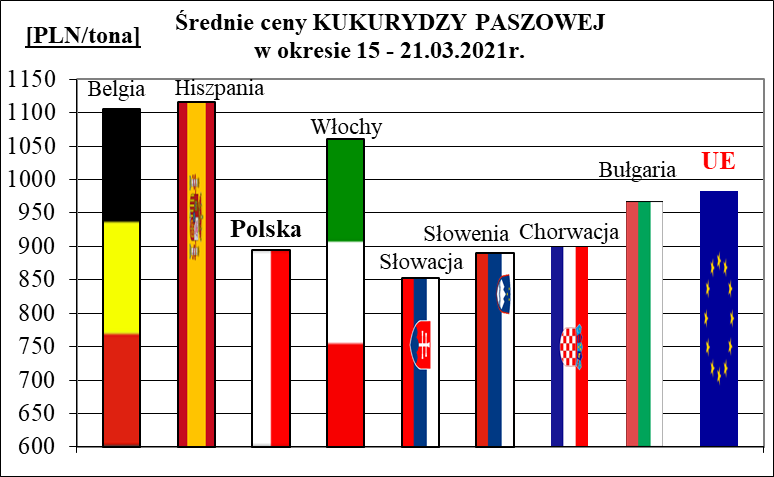 Średnie ceny KUKURYDZY PASZOWEJ
[PLN/tona]
w okresie 15 - 21.03.2021r.
1150
1100
1050
1000
950
900
850
800
750
700
650
600
Belgia
Hiszpania
Polska
Włochy
Słowacja
Słowenia
Chorwacja
Bułgaria
UE